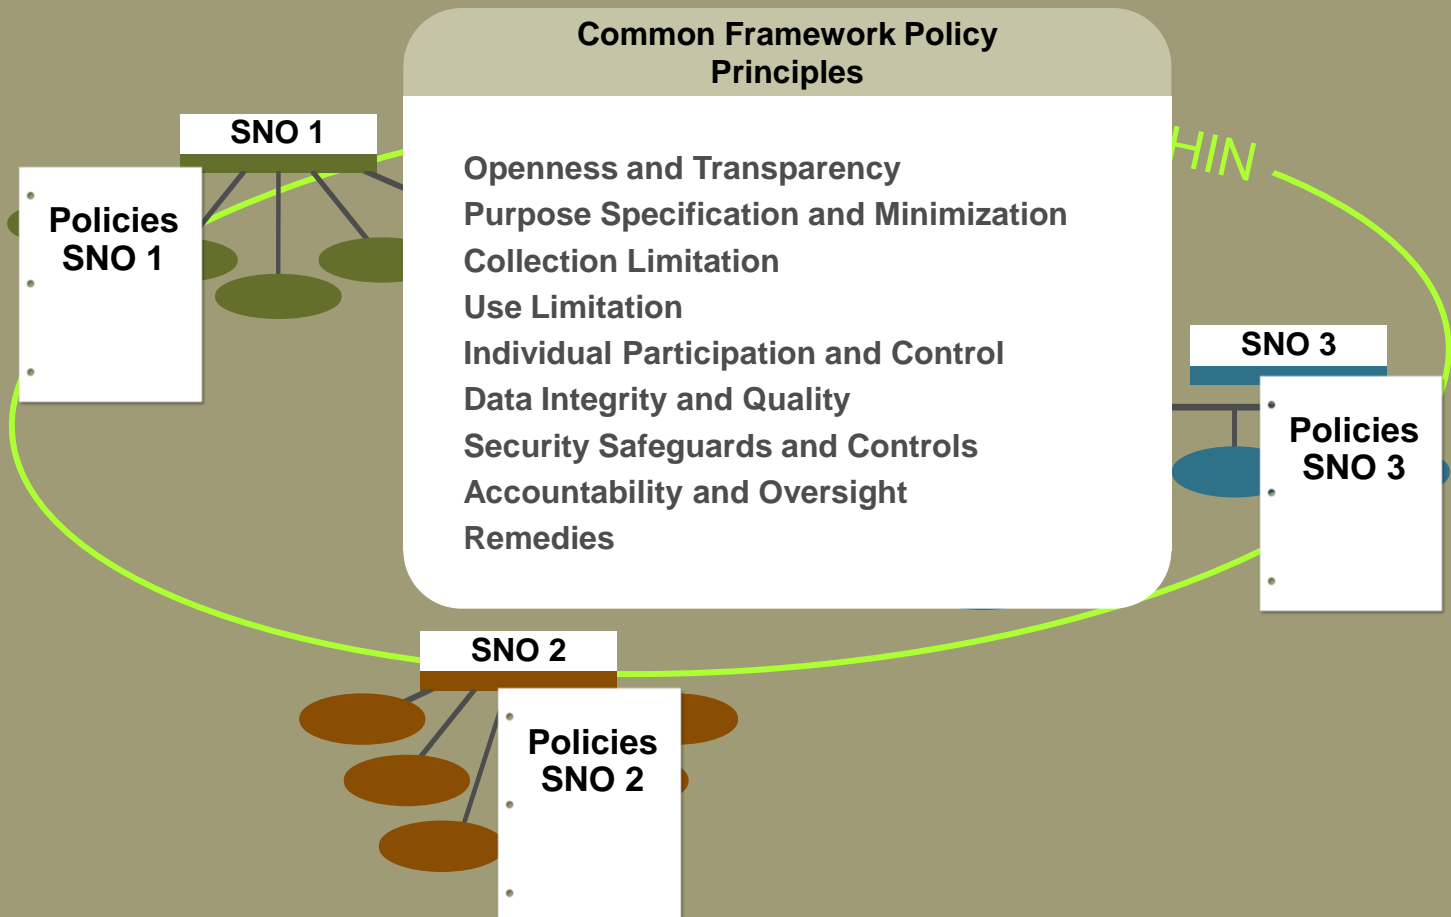 Common Framework Policy
Principles
HIN
SNO 1
Openness and Transparency
Policies
SNO 1
Purpose Specification and Minimization
Collection Limitation
Use Limitation
Individual Participation and Control
SNO 3
Data Integrity and Quality
Policies
SNO 3
Security Safeguards and Controls
Accountability and Oversight
Remedies
SNO 2
Policies
SNO 2